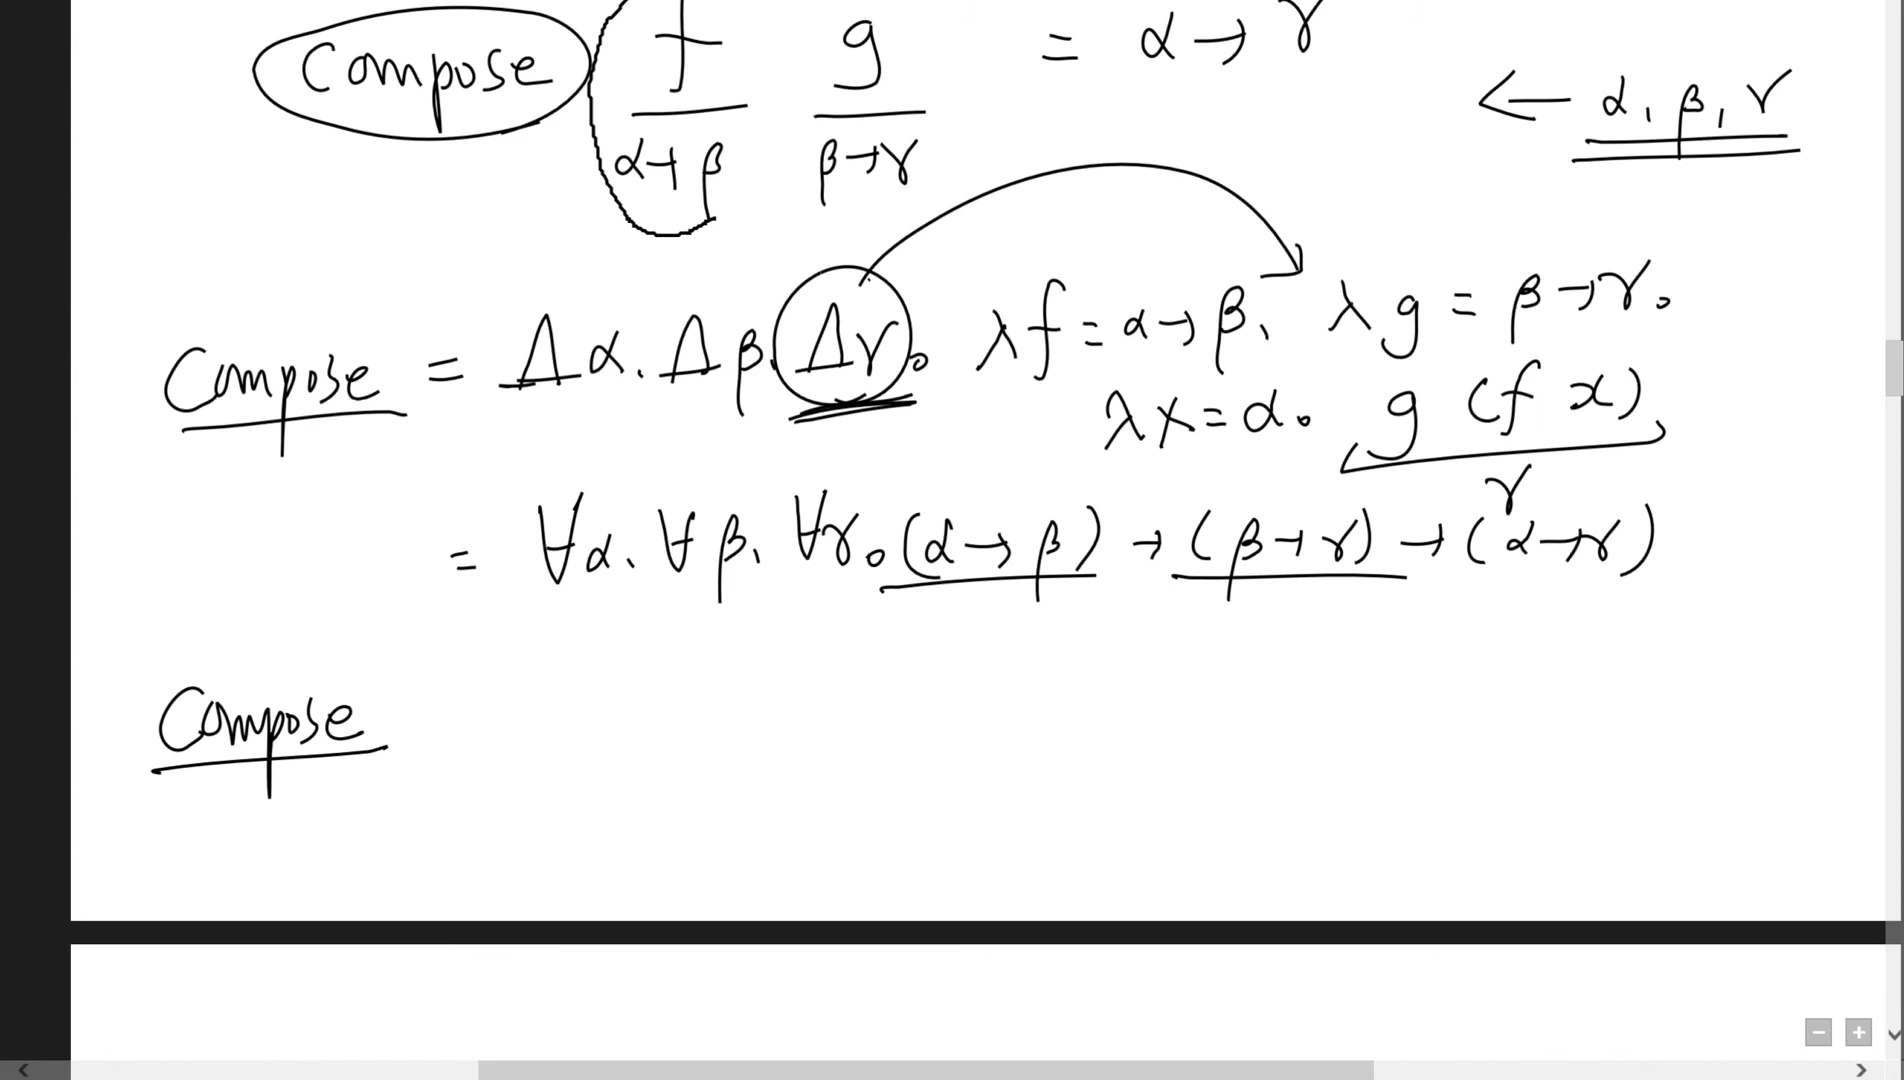 Compose f g = α → γ
α → β β → γ
← α, β, γ
Compose = Λα. Λβ. Λγ. λf = α → β. λg = β → γ.
λx = α. g (f x)
γ
= ∀α. ∀β. ∀γ. (α → β) → (β → γ) → (α → γ)
Compose